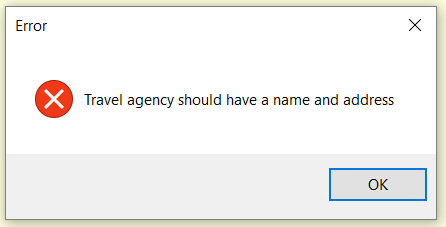 Error
Travel agency should have a name and address
OK